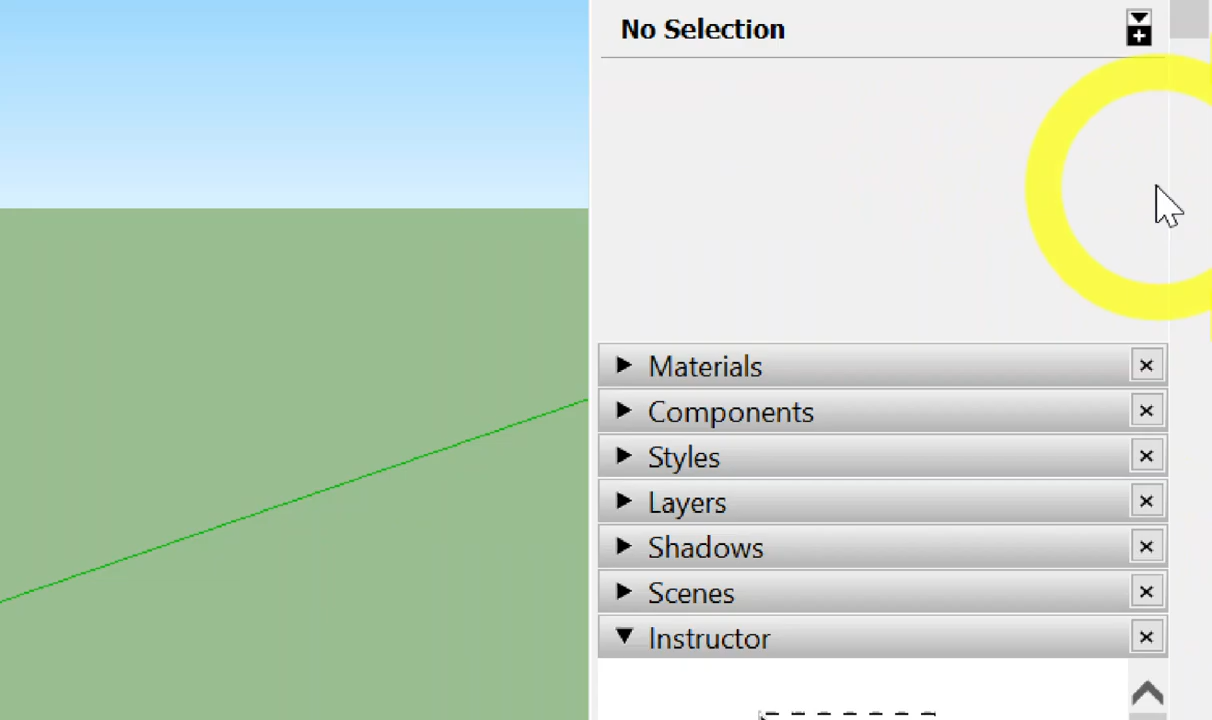 No Selection
Materials
Components
Styles
Layers
Shadows
Scenes
Instructor